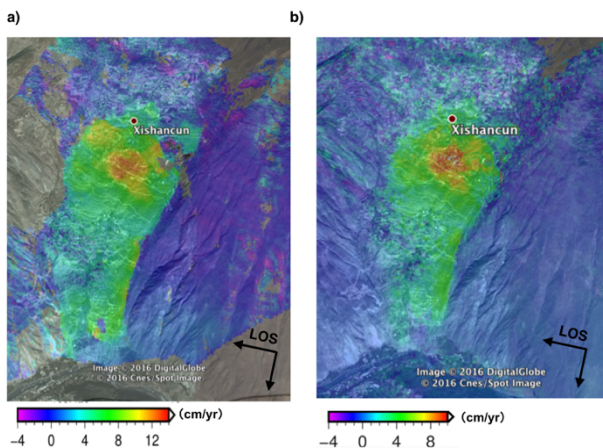 a)
b)
Xishancun
Xishancun
LOS
LOS
Image © 2016 DigitalGlobe
© 2016 Cnes/Spot Image
Image © 2016 DigitalGlobe
© 2016 Cnes/Spot Image
(cm/yr)
−4 0 4 8 12
(cm/yr)
−4 0 4 8